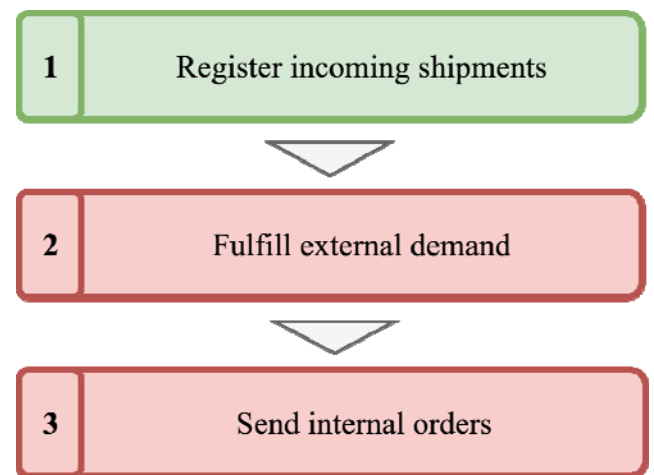 1 Register incoming shipments
2 Fulfill external demand
3 Send internal orders